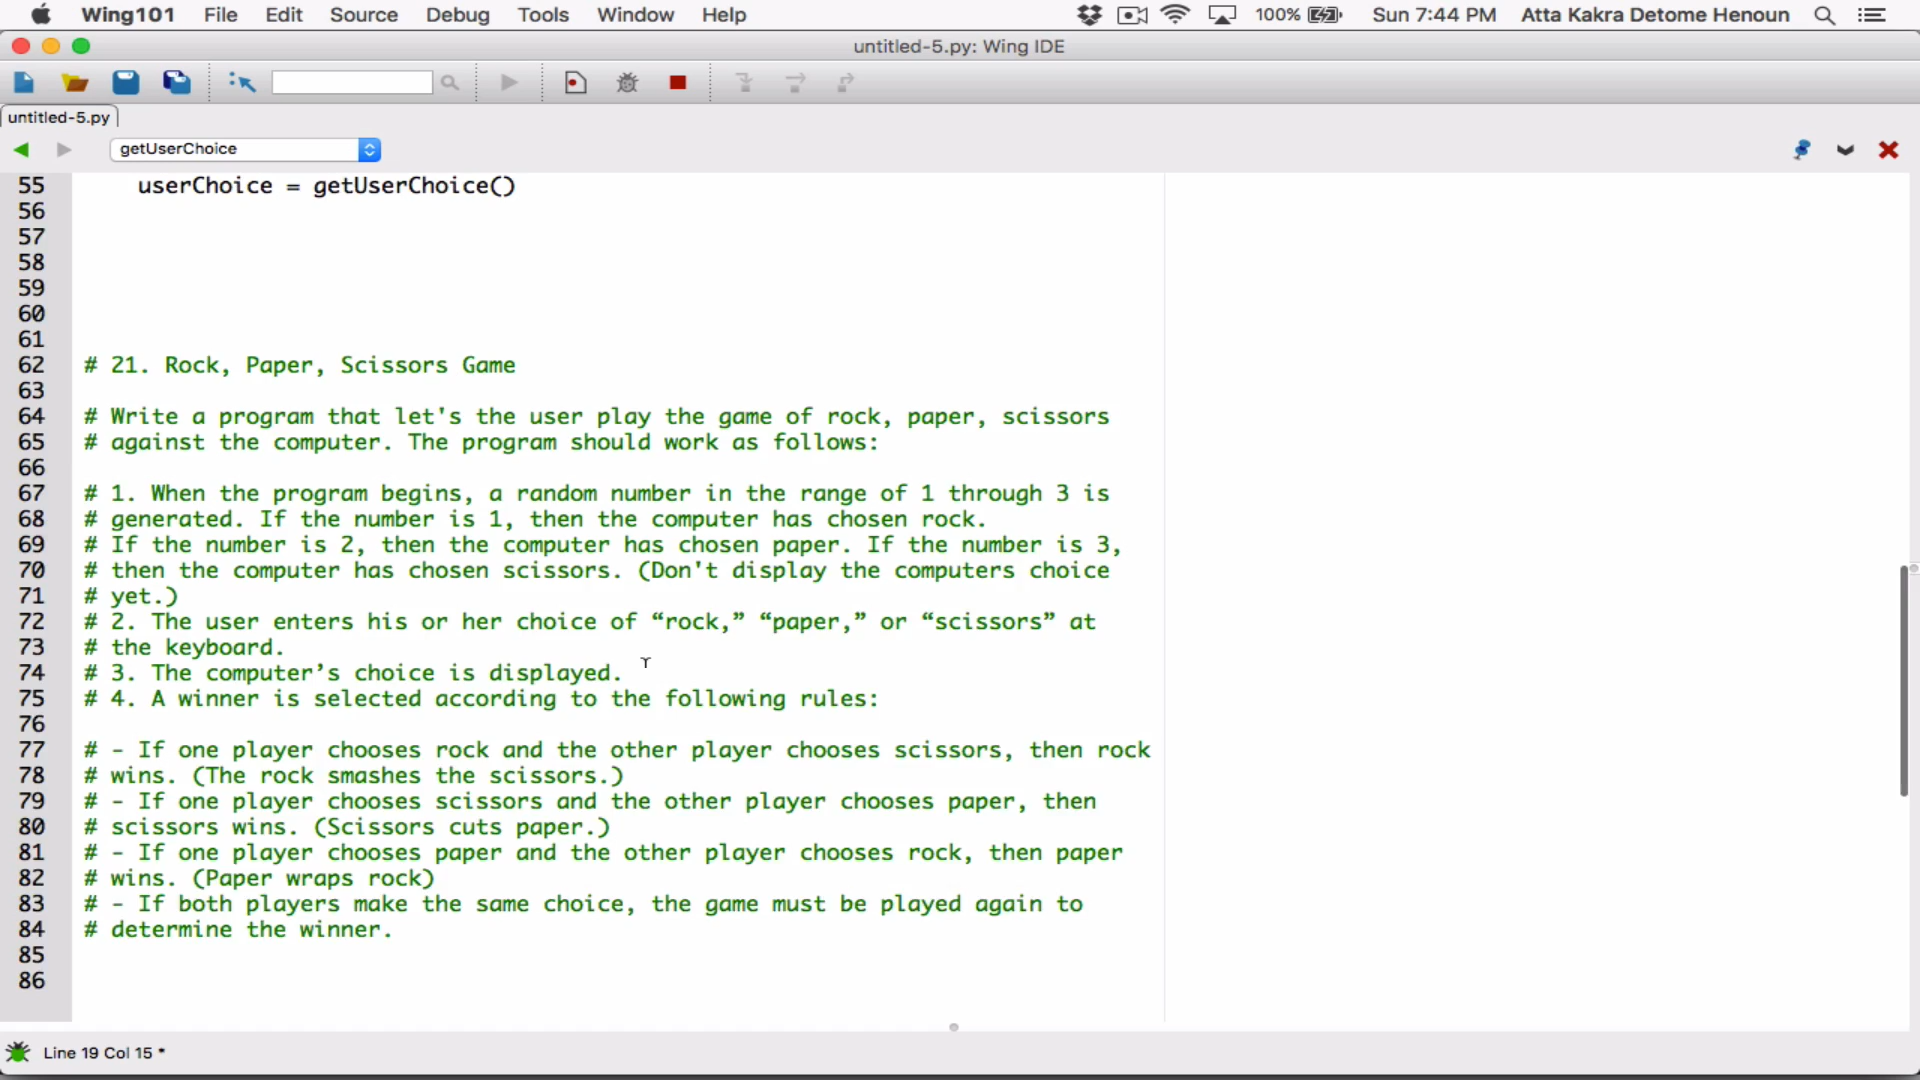 Wing101 File Edit Source Debug Tools Window Help 100% Sun 7:44 PM Atta Kakra Detome Henoun
untitled-5.py: Wing IDE
untitled-5.py
getUserChoice
55 userChoice = getUserChoice()
56
57
58
59
60
61
62 # 21. Rock, Paper, Scissors Game
63
64 # Write a program that let's the user play the game of rock, paper, scissors
65 # against the computer. The program should work as follows:
66
67 # 1. When the program begins, a random number in the range of 1 through 3 is
68 # generated. If the number is 1, then the computer has chosen rock.
69 # If the number is 2, then the computer has chosen paper. If the number is 3,
70 # then the computer has chosen scissors. (Don't display the computers choice
71 # yet.)
72 # 2. The user enters his or her choice of “rock,” “paper,” or “scissors” at
73 # the keyboard.
74 # 3. The computer’s choice is displayed.
75 # 4. A winner is selected according to the following rules:
76
77 # - If one player chooses rock and the other player chooses scissors, then rock
78 # wins. (The rock smashes the scissors.)
79 # - If one player chooses scissors and the other player chooses paper, then
80 # scissors wins. (Scissors cuts paper.)
81 # - If one player chooses paper and the other player chooses rock, then paper
82 # wins. (Paper wraps rock)
83 # - If both players make the same choice, the game must be played again to
84 # determine the winner.
85
86
Line 19 Col 15 *